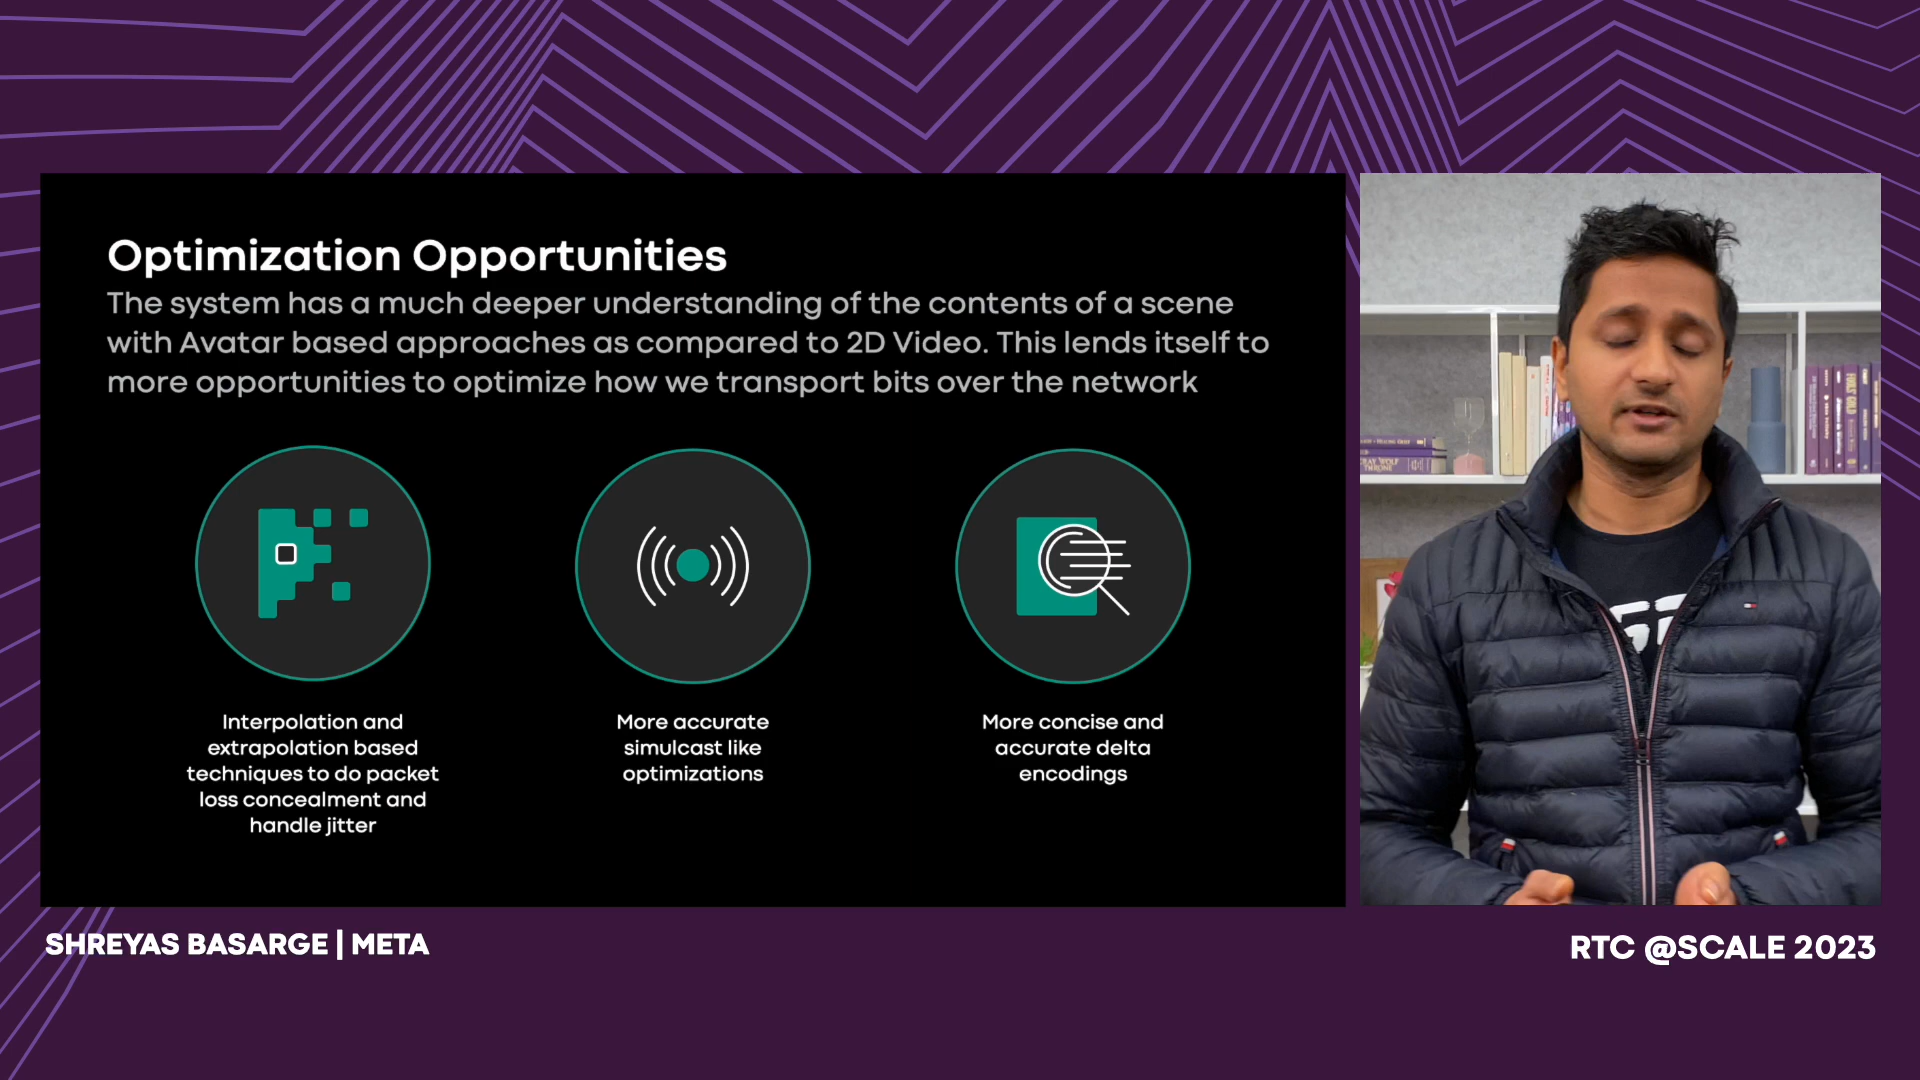 Optimization Opportunities
The system has a much deeper understanding of the contents of a scene
with Avatar based approaches as compared to 2D Video. This lends itself to
more opportunities to optimize how we transport bits over the network
Interpolation and
extrapolation based
techniques to do packet
loss concealment and
handle jitter
More accurate
simulcast like
optimizations
More concise and
accurate delta
encodings
SHREYAS BASARGE | META
RTC @SCALE 2023